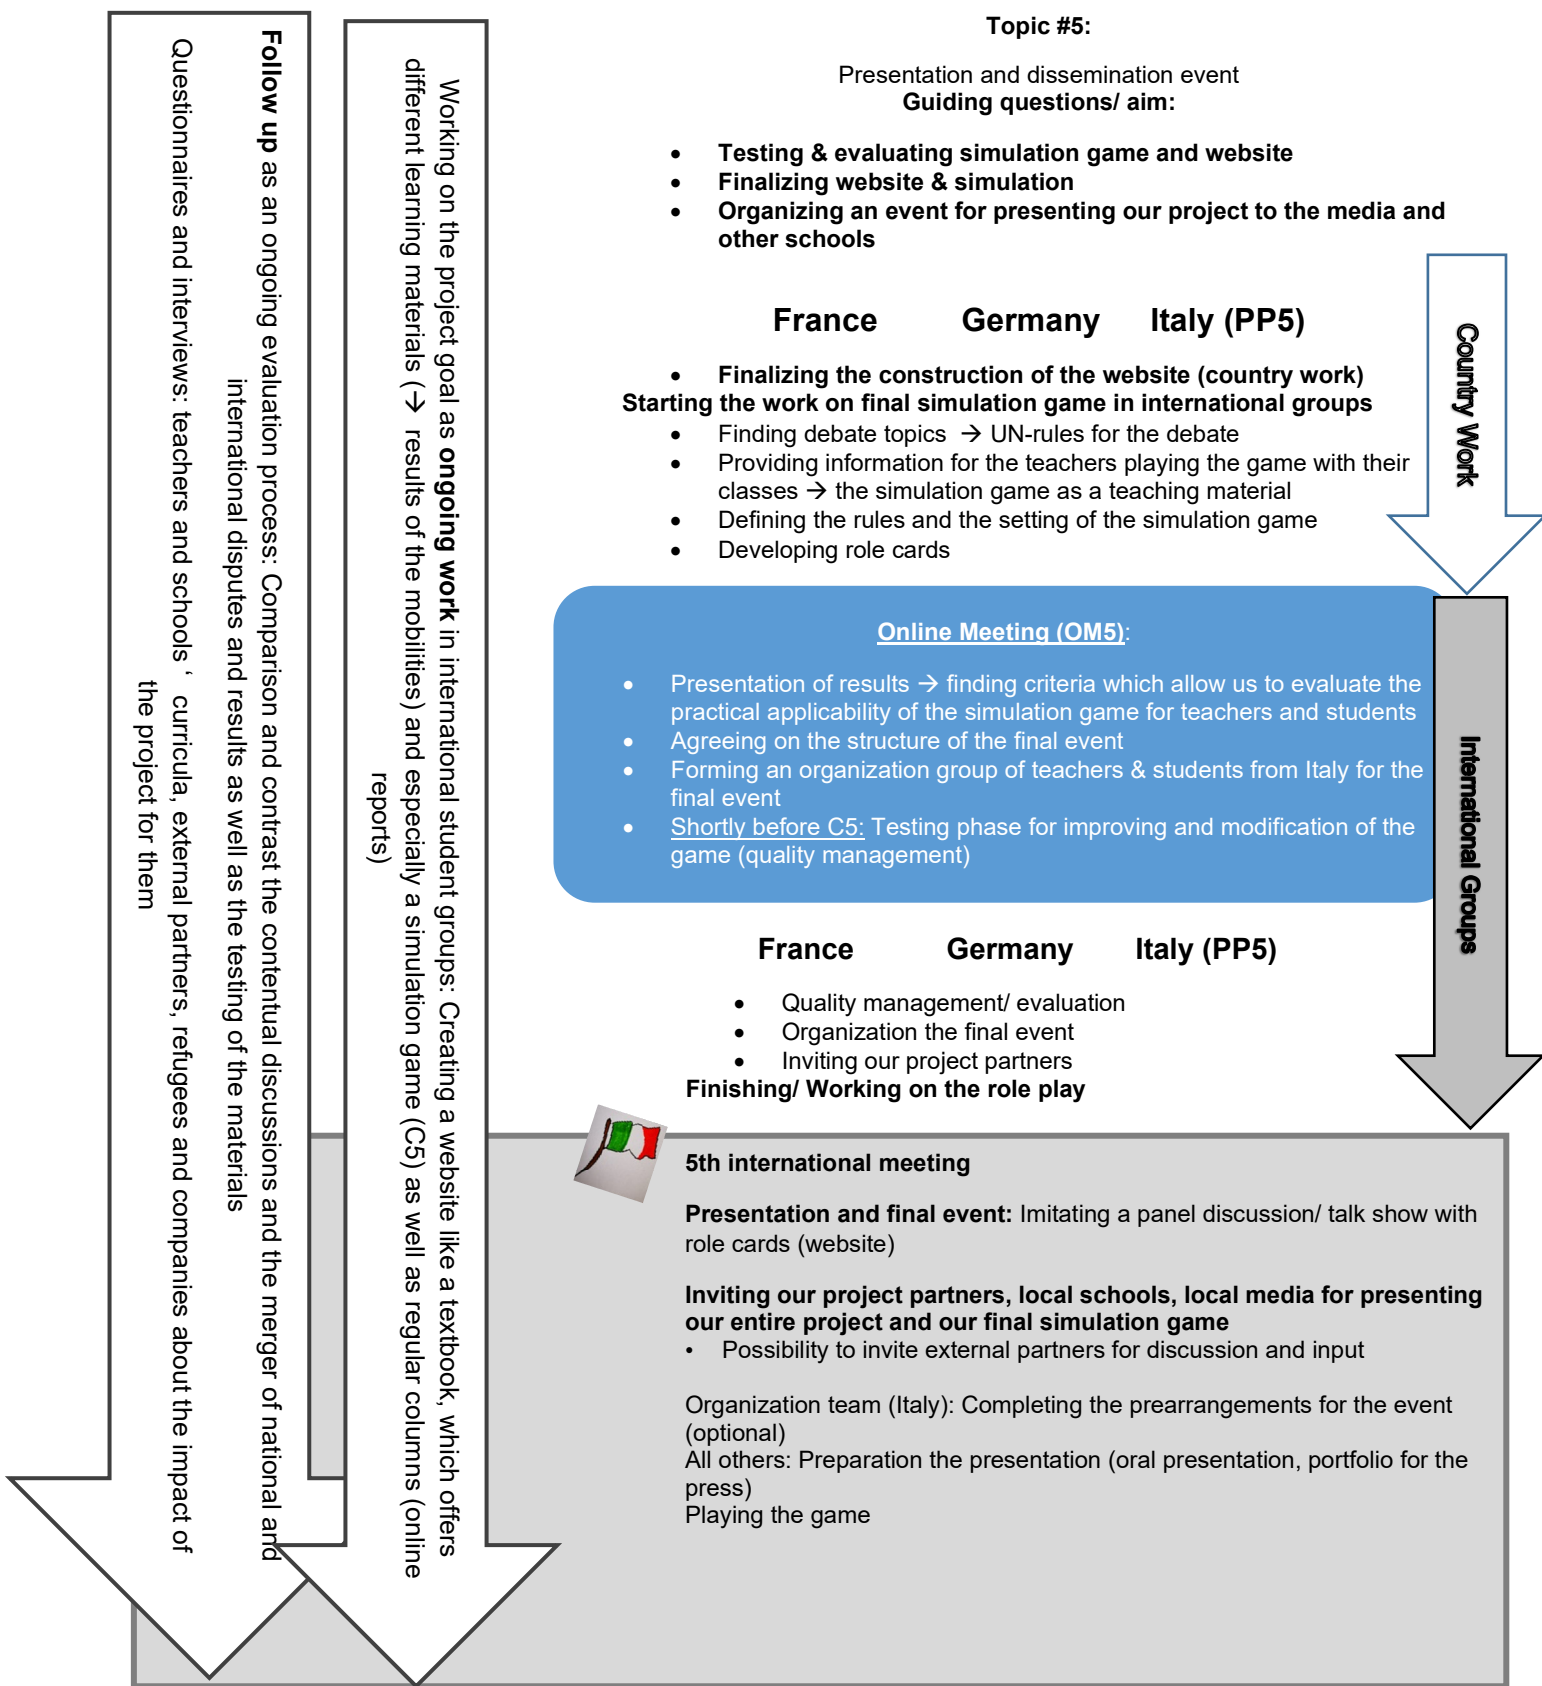 Topic #5:
Presentation and dissemination event
Guiding questions/ aim:
• Testing & evaluating simulation game and website
• Finalizing website & simulation
• Organizing an event for presenting our project to the media and
other schools
France Germany Italy (PP5)
• Finalizing the construction of the website (country work)
Starting the work on final simulation game in international groups
• Finding debate topics → UN-rules for the debate
• Providing information for the teachers playing the game with their
classes → the simulation game as a teaching material
• Defining the rules and the setting of the simulation game
• Developing role cards
Online Meeting (OM5):
• Presentation of results → finding criteria which allow us to evaluate the
practical applicability of the simulation game for teachers and students
• Agreeing on the structure of the final event
• Forming an organization group of teachers & students from Italy for the
final event
• Shortly before C5: Testing phase for improving and modification of the
game (quality management)
France Germany Italy (PP5)
• Quality management/ evaluation
• Organization the final event
• Inviting our project partners
Finishing/ Working on the role play
5th international meeting
Presentation and final event: Imitating a panel discussion/ talk show with
role cards (website)
Inviting our project partners, local schools, local media for presenting
our entire project and our final simulation game
• Possibility to invite external partners for discussion and input
Organization team (Italy): Completing the prearrangements for the event
(optional)
All others: Preparation the presentation (oral presentation, portfolio for the
press)
Playing the game
Country Work
International Groups
Working on the project goal as ongoing work in international student groups: Creating a website like a textbook, which offers
different learning materials (→ results of the mobilities) and especially a simulation game (C5) as well as regular columns (online
reports)
Follow up as an ongoing evaluation process: Comparison and contrast the contentual discussions and the merger of national and
international disputes and results as well as the testing of the materials
Questionnaires and interviews: teachers and schools ‘ curricula, external partners, refugees and companies about the impact of
the project for them